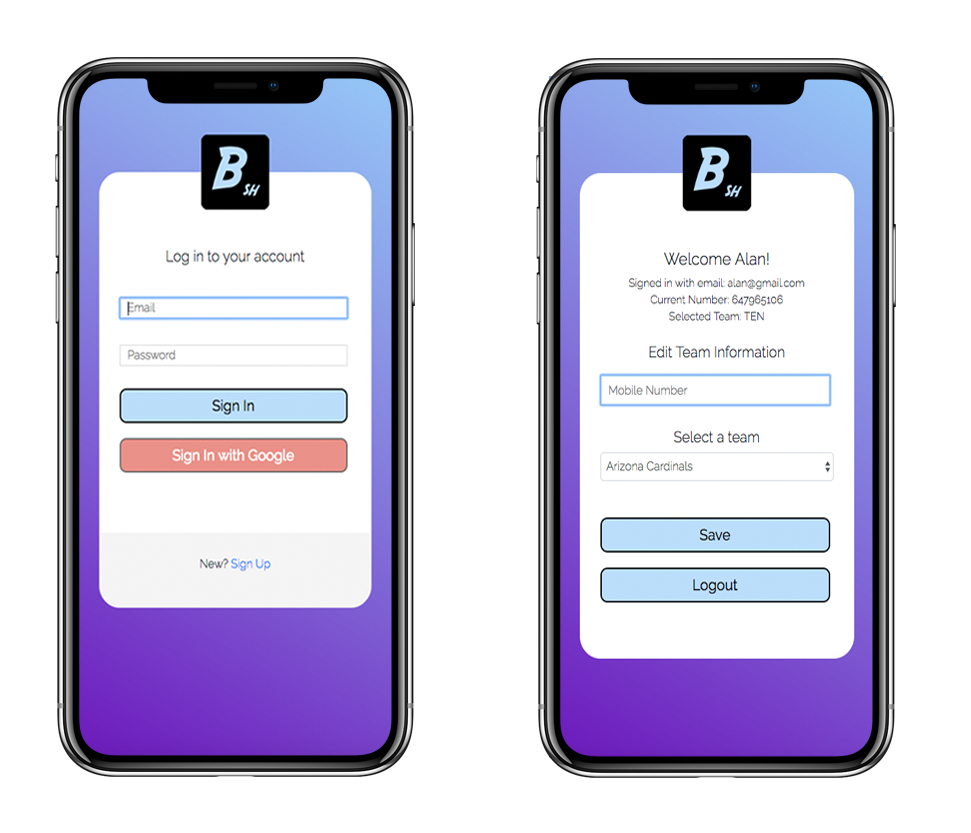 B
SH
Log in to your account
Email
Password
Sign In
Sign In with Google
New? Sign Up
B
SH
Welcome Alan!
Signed in with email: alan@gmail.com
Current Number: 647965106
Selected Team: TEN
Edit Team Information
Mobile Number
Select a team
Arizona Cardinals
Save
Logout